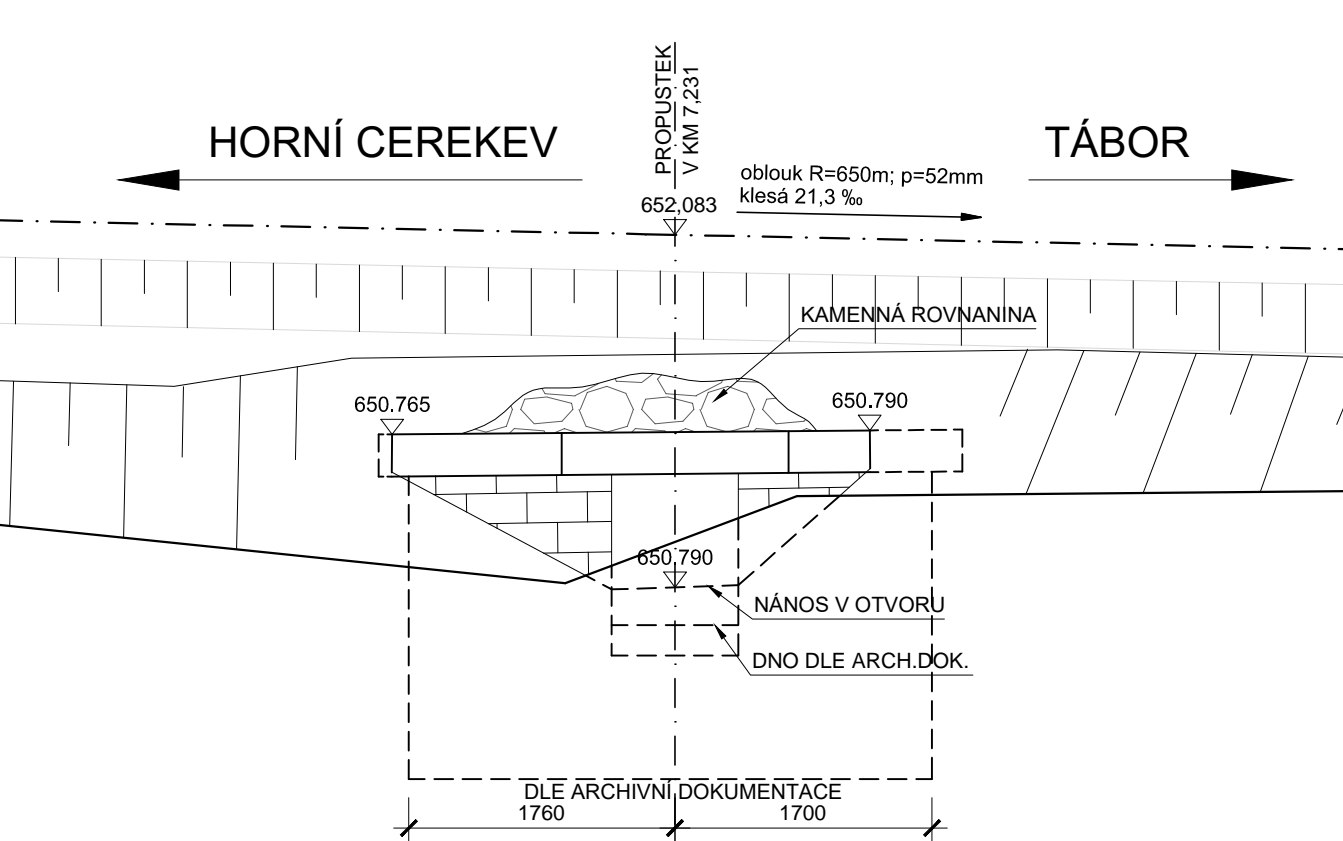 PROPUSTEK
V KM 7,231
HORNÍ CEREKEV
TÁBOR
oblouk R=650m; p=52mm
klesá 21,3 ‰
652,083
KAMENNÁ ROVNANINA
650.765
650.790
650,790
NÁNOS V OTVORU
DNO DLE ARCH.DOK.
DLE ARCHIVNÍ DOKUMENTACE
1760
1700